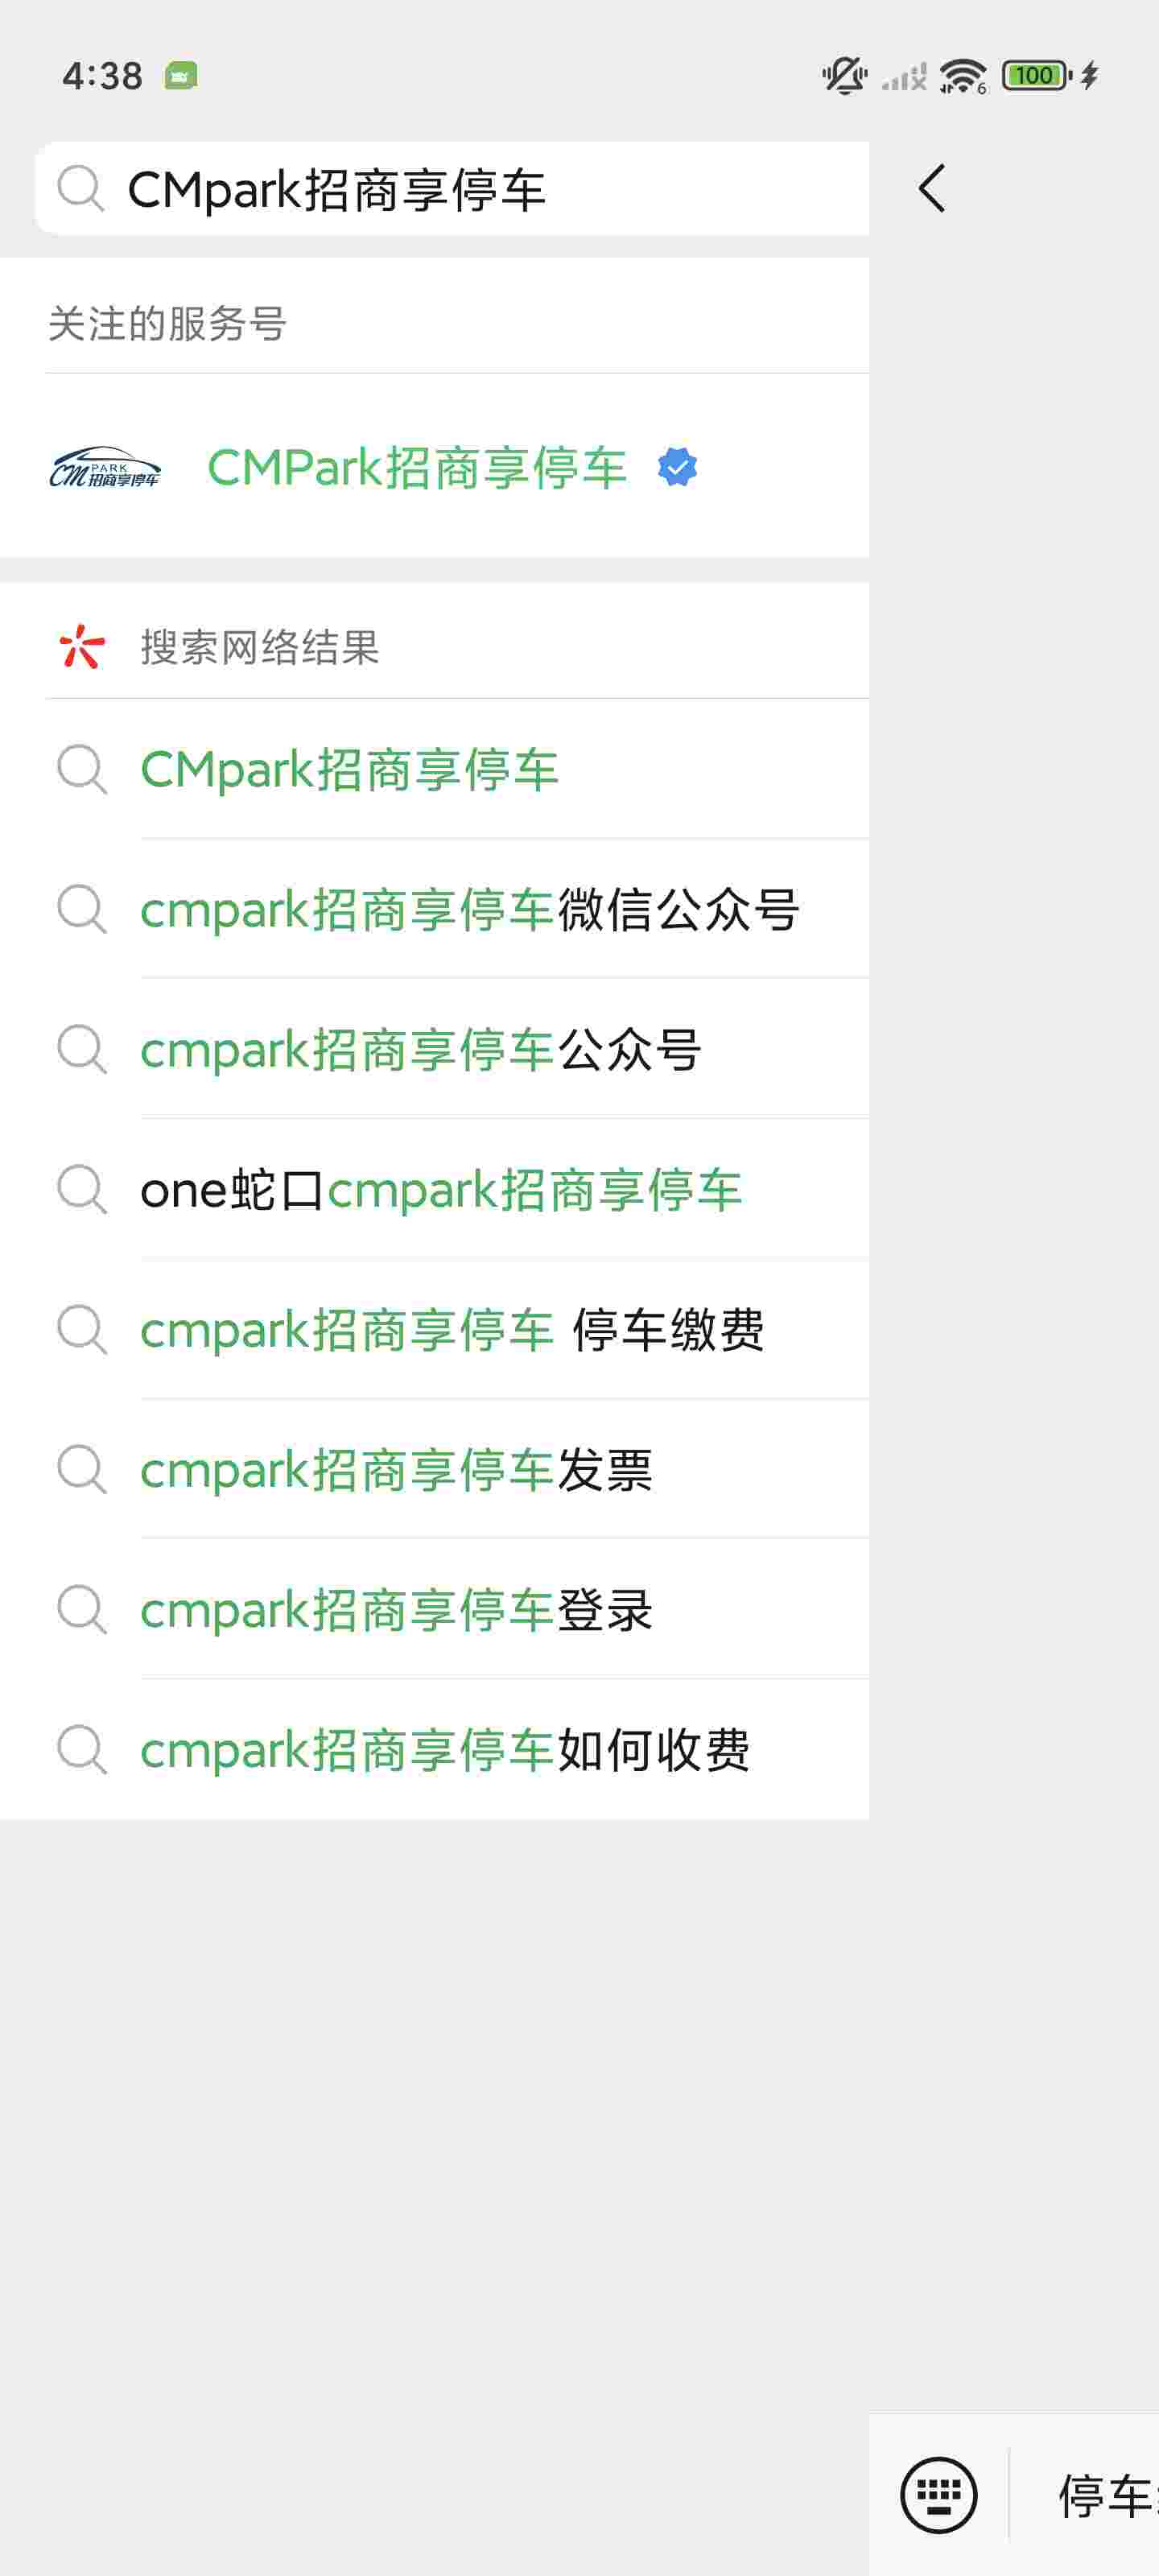 4:38
6
100
CMpark招商享停车
关注的服务号
CM PARK 招商享停车
CMPark招商享停车
搜索网络结果
CMpark招商享停车
cmpark招商享停车微信公众号
cmpark招商享停车公众号
one蛇口cmpark招商享停车
cmpark招商享停车 停车缴费
cmpark招商享停车发票
cmpark招商享停车登录
cmpark招商享停车如何收费
停车